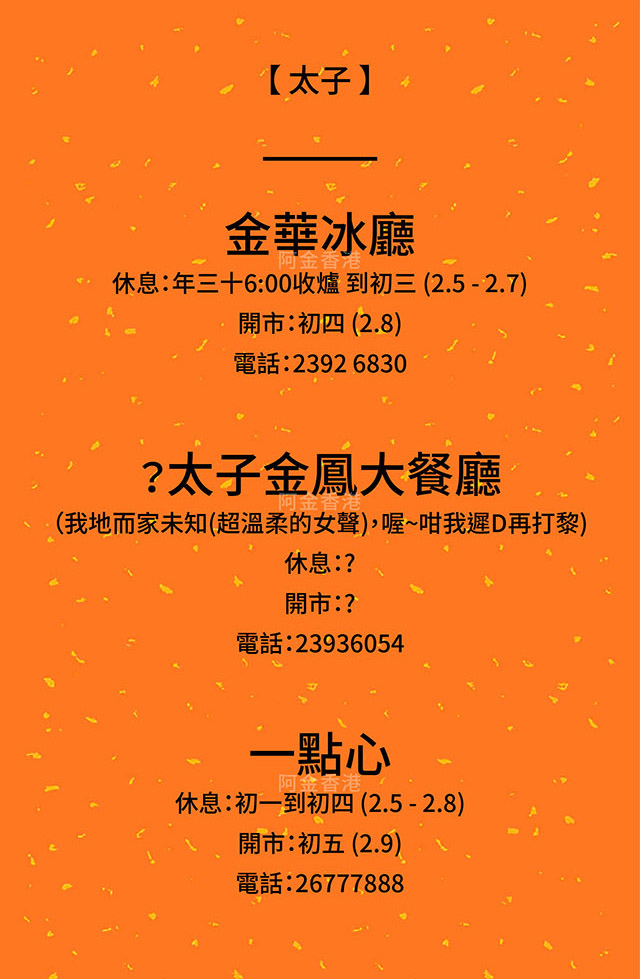 【太子】
金華冰廳
阿金香港
休息：年三十6:00收爐 到初三 (2.5 - 2.7)
開市：初四 (2.8)
電話：2392 6830
?太子金鳳大餐廳
阿金香港
（我地而家未知(超溫柔的女聲)，喔~咁我遲D再打黎）
休息：?
開市：?
電話：23936054
一點心
阿金香港
休息：初一到初四 (2.5 - 2.8)
開市：初五 (2.9)
電話：26777888